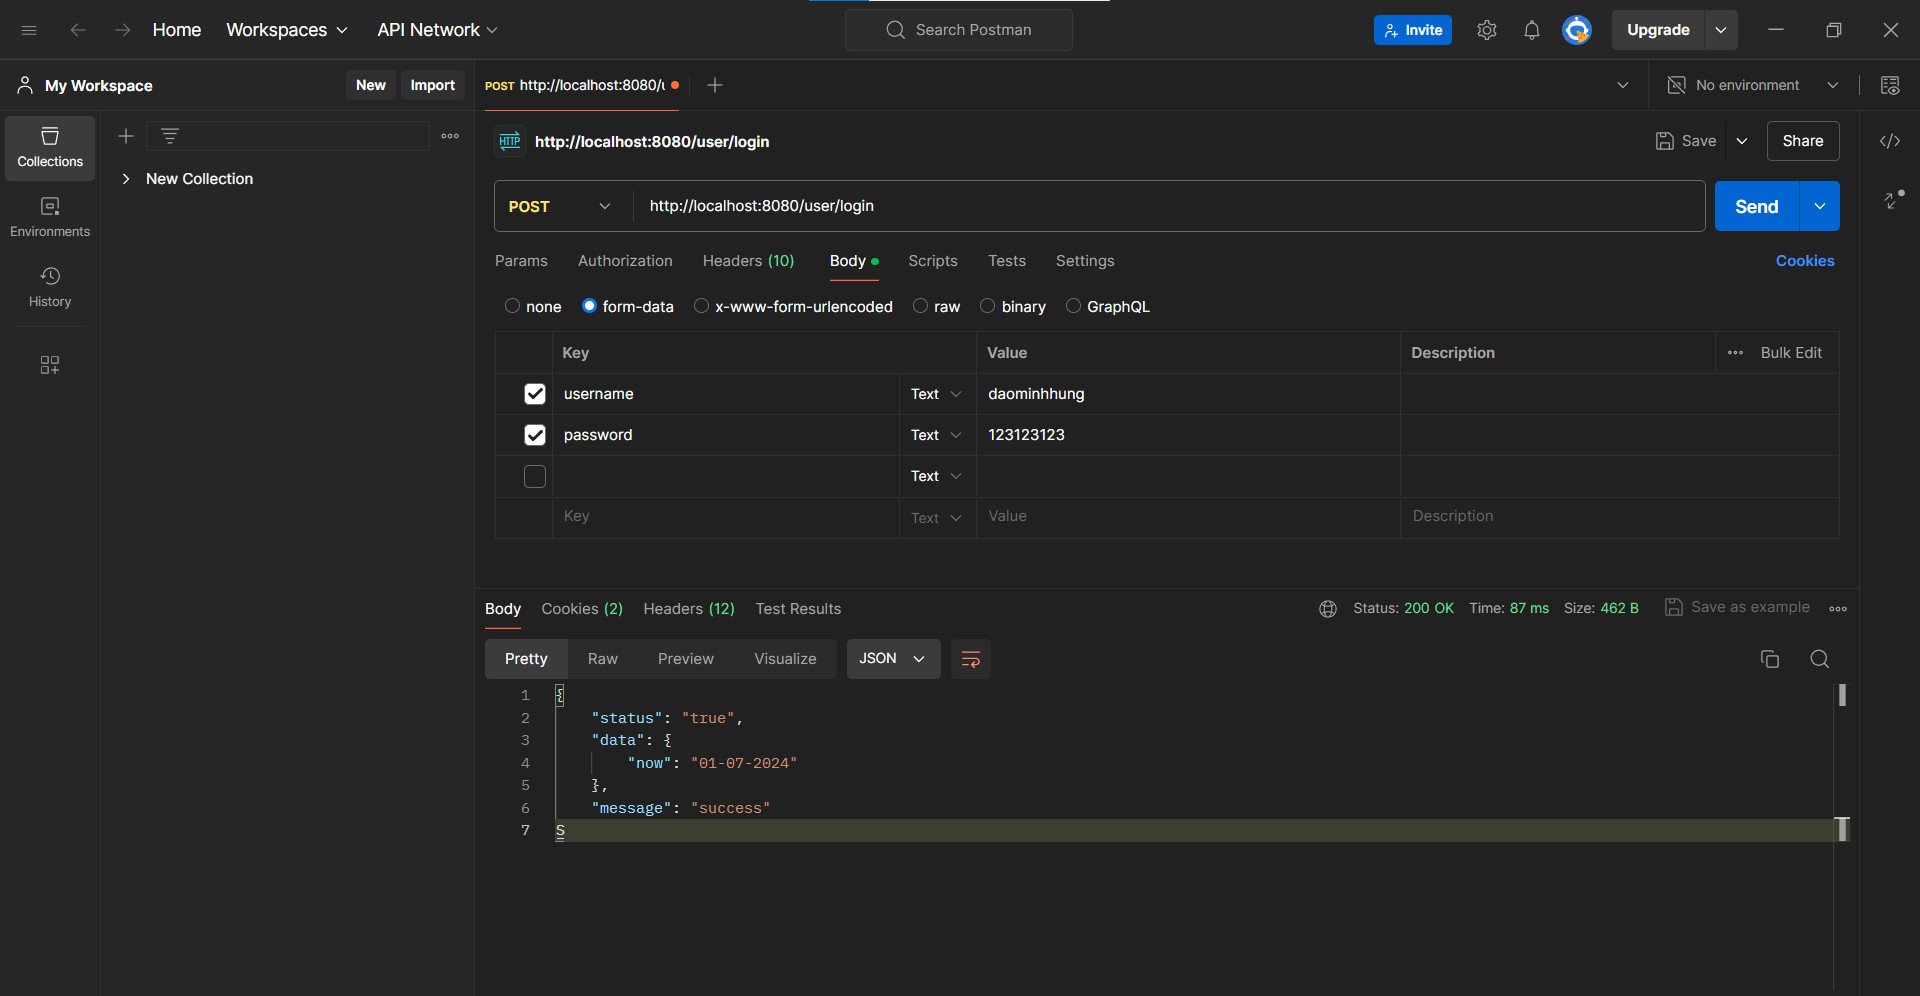 Home Workspaces API Network Search Postman Invite Upgrade
My Workspace New Import POST http://localhost:8080/u No environment
HTTP http://localhost:8080/user/login Save Share
Collections
New Collection
POST http://localhost:8080/user/login Send
Environments
Params Authorization Headers (10) Body Scripts Tests Settings Cookies
History
none form-data x-www-form-urlencoded raw binary GraphQL
Key Value Description Bulk Edit
username Text daominhhung
password Text 123123123
Text
Key Text Value Description
Body Cookies (2) Headers (12) Test Results Status: 200 OK Time: 87 ms Size: 462 B Save as example
Pretty Raw Preview Visualize JSON
1 {
2 "status": "true",
3 "data": {
4 "now": "01-07-2024"
5 },
6 "message": "success"
7 S